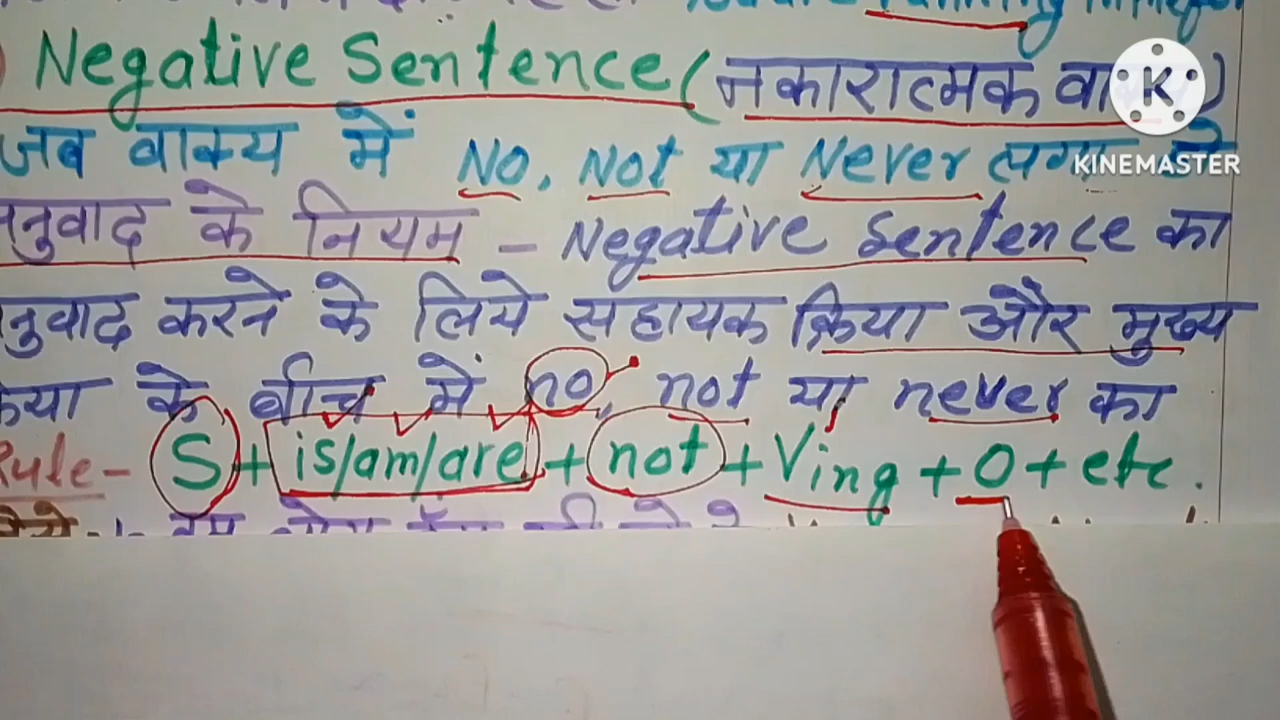 Negative Sentence (नकारात्मक
जब वाक्य में No, Not या Never
के नियम - Negative Sentence का
करने के लिये सहायक क्रिया और मुख्य
के बीच में no, not या never का
Rule- S + is/am/are + not + Ving + O + etc.
KINEMASTER